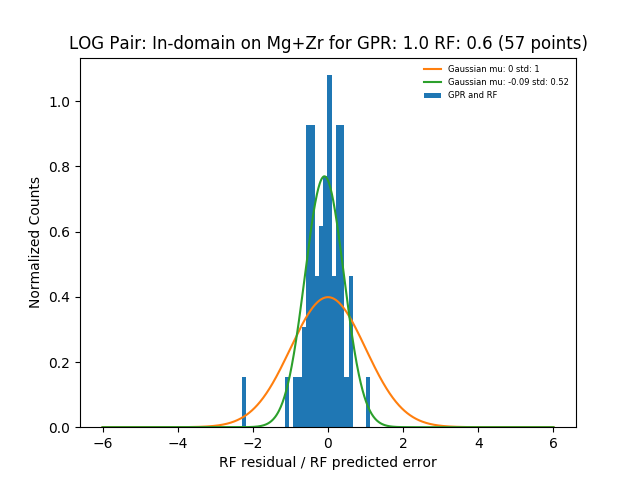 LOG Pair: In-domain on Mg+Zr for GPR: 1.0 RF: 0.6 (57 points)
Gaussian mu: 0 std: 1
Gaussian mu: -0.09 std: 0.52
GPR and RF
Normalized Counts
1.0
0.8
0.6
0.4
0.2
0.0
−6 −4 −2 0 2 4 6
RF residual / RF predicted error